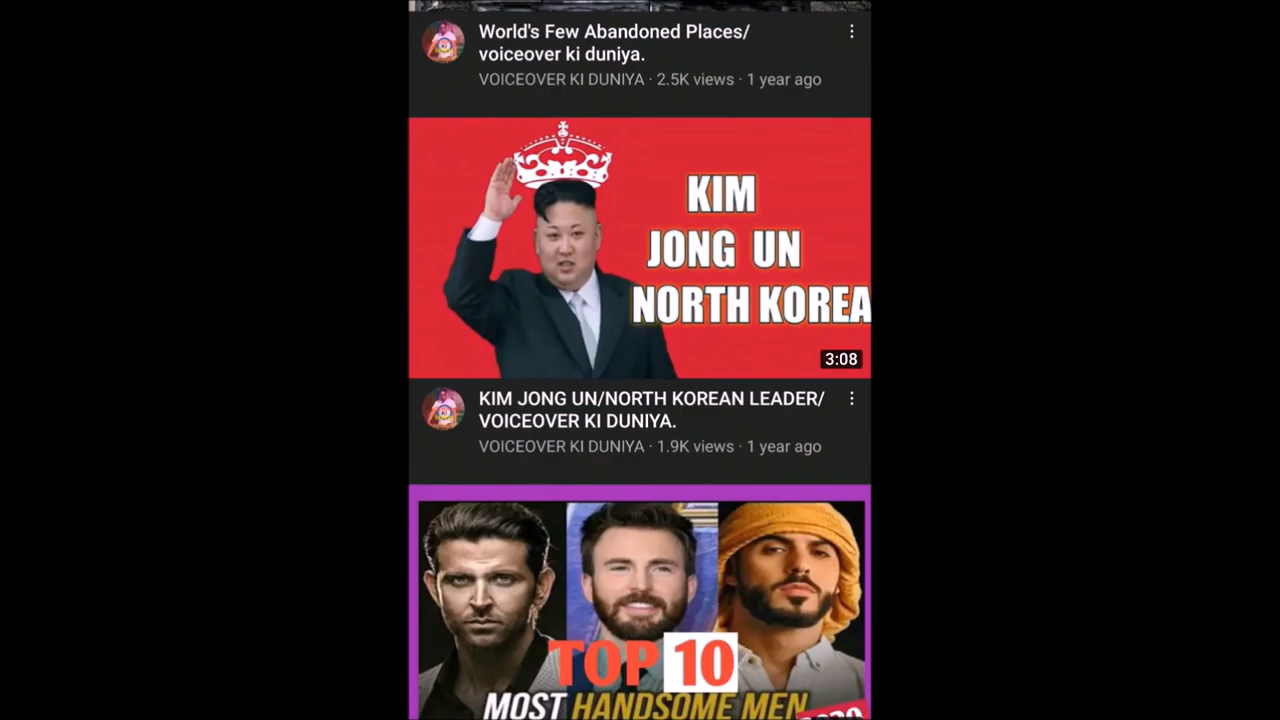 World's Few Abandoned Places/
voiceover ki duniya.
VOICEOVER KI DUNIYA · 2.5K views · 1 year ago
KIM
JONG UN
NORTH KOREA
3:08
KIM JONG UN/NORTH KOREAN LEADER/
VOICEOVER KI DUNIYA.
VOICEOVER KI DUNIYA · 1.9K views · 1 year ago
TOP 10
MOST HANDSOME MEN